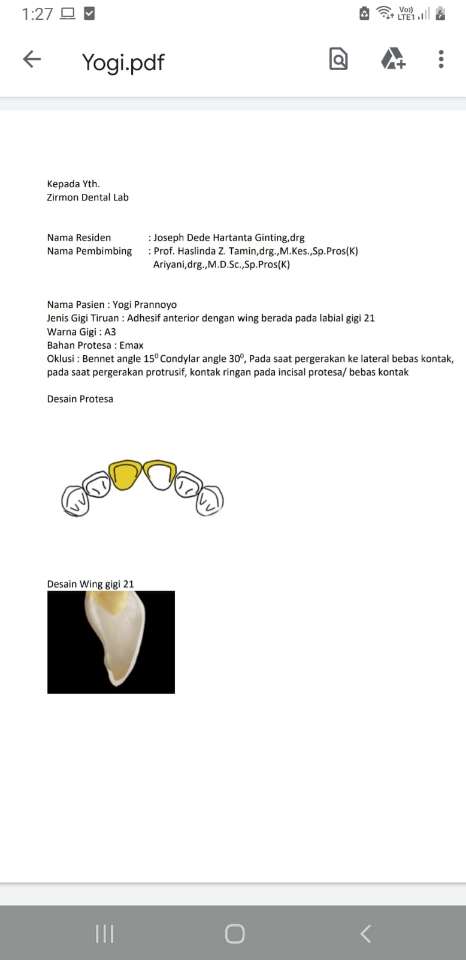 1:27
Vo))
LTE1
Yogi.pdf
Kepada Yth.
Zirmon Dental Lab
Nama Residen : Joseph Dede Hartanta Ginting,drg
Nama Pembimbing : Prof. Haslinda Z. Tamin,drg.,M.Kes.,Sp.Pros(K)
Ariyani,drg.,M.D.Sc.,Sp.Pros(K)
Nama Pasien : Yogi Prannoyo
Jenis Gigi Tiruan : Adhesif anterior dengan wing berada pada labial gigi 21
Warna Gigi : A3
Bahan Protesa : Emax
Oklusi : Bennet angle 15⁰ Condylar angle 30⁰, Pada saat pergerakan ke lateral bebas kontak,
pada saat pergerakan protrusif, kontak ringan pada incisal protesa/ bebas kontak
Desain Protesa
Desain Wing gigi 21